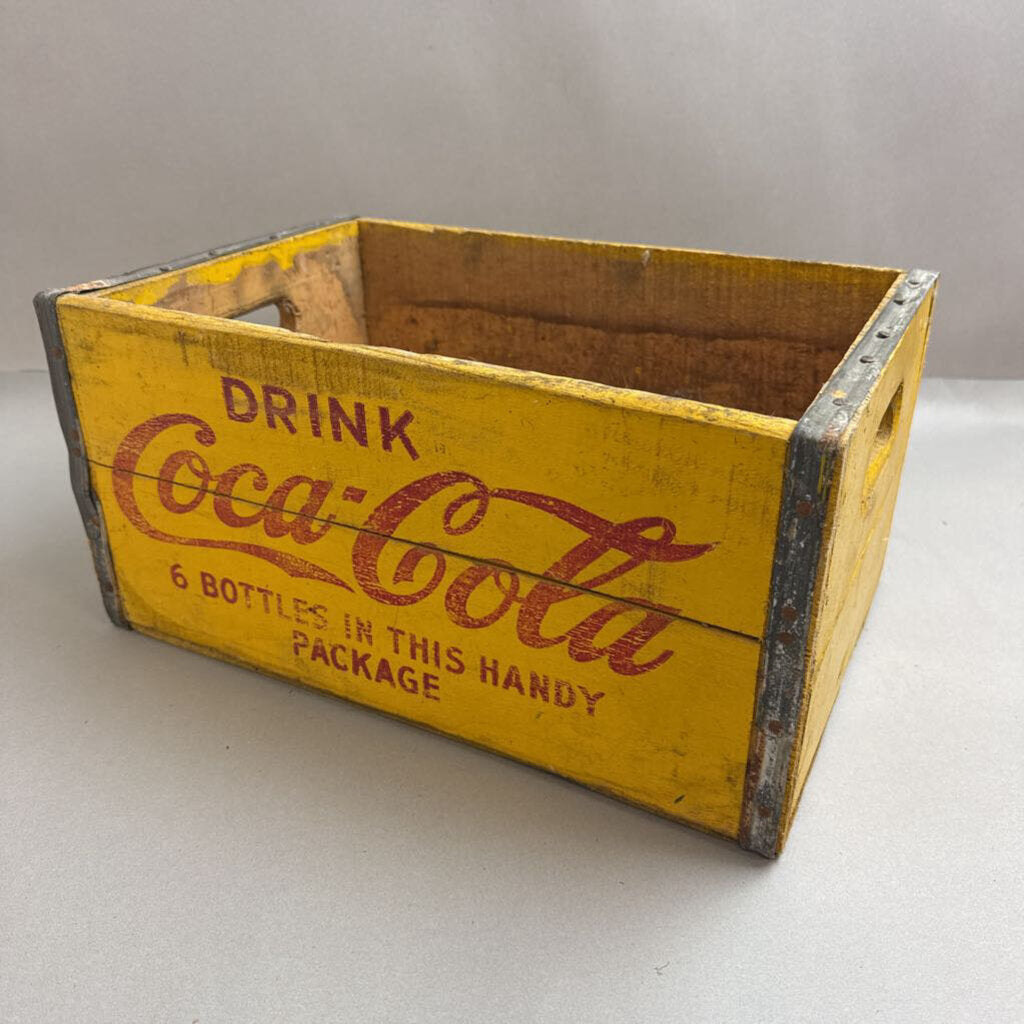 DRINK
Coca-Cola
6 BOTTLES IN THIS HANDY
PACKAGE